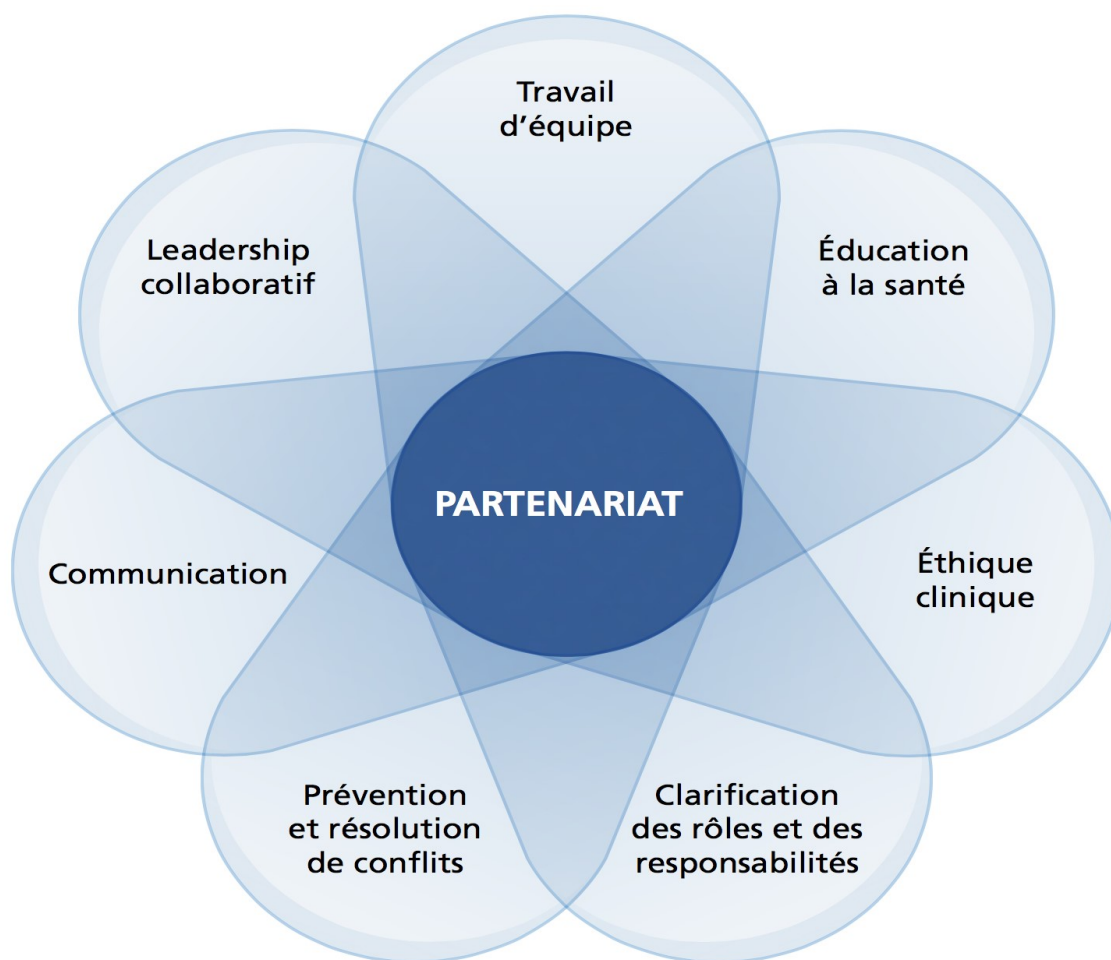 Travail
d’équipe
Éducation
à la santé
Éthique
clinique
Clarification
des rôles et des
responsabilités
Prévention
et résolution
de conflits
Communication
Leadership
collaboratif
PARTENARIAT